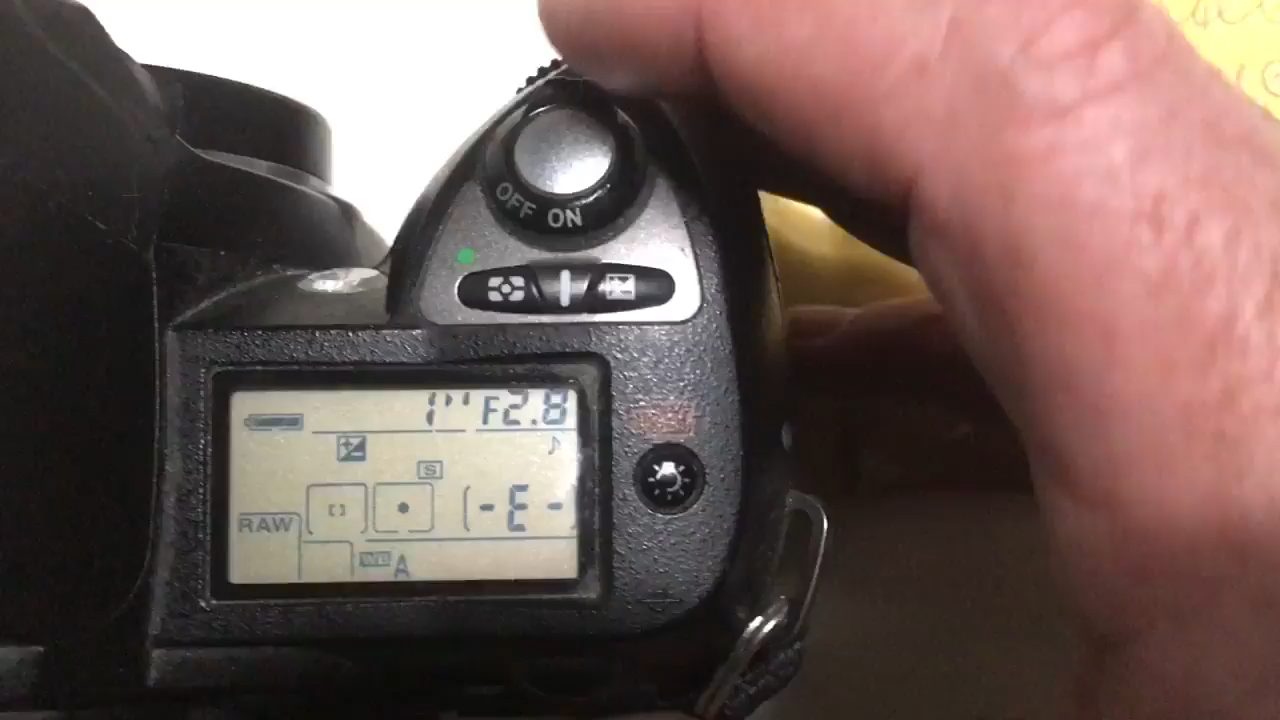 OFF ON
1" F2.8
S
RAW
[-E-]
WB A